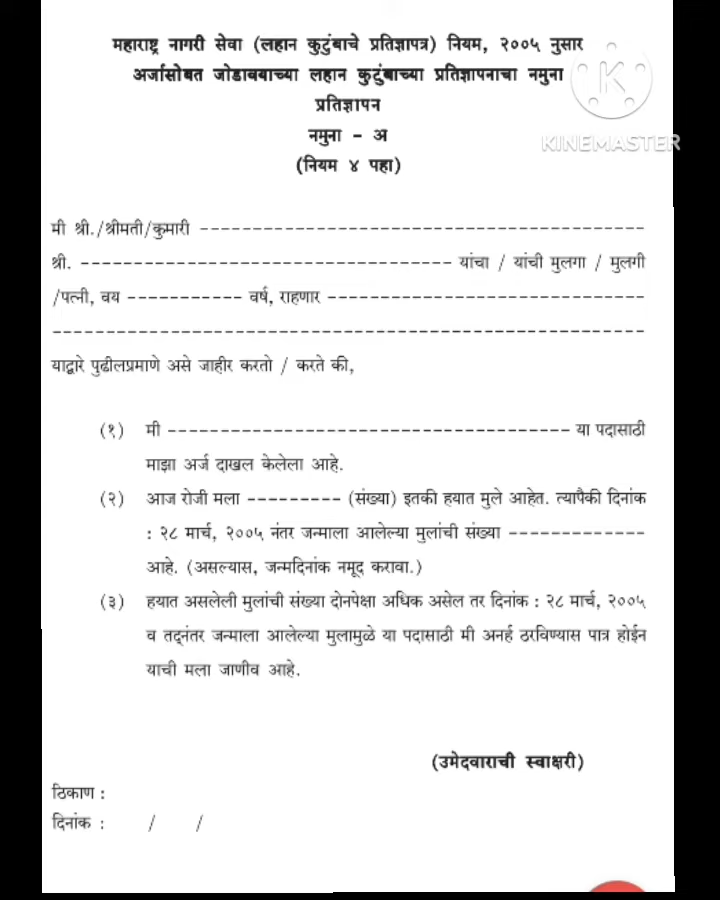 महाराष्ट्र नागरी सेवा (लहान कुटुंबाचे प्रतिज्ञापत्र) नियम, २००५ नुसार
अर्जासोबत जोडावयाच्या लहान कुटुंबाच्या प्रतिज्ञापनाचा नमुना
प्रतिज्ञापन
नमुना - अ
(नियम ४ पहा)
K
KINEMASTER
मी श्री./श्रीमती/कुमारी -----------------------------------------
श्री. ----------------------------------- यांचा / यांची मुलगा / मुलगी
/पत्नी, वय ----------- वर्ष, राहणार ------------------------------
--------------------------------------------------------
याद्वारे पुढीलप्रमाणे असे जाहीर करतो / करते की,
(१) मी -------------------------------------- या पदासाठी
माझा अर्ज दाखल केलेला आहे.
(२) आज रोजी मला --------- (संख्या) इतकी हयात मुले आहेत. त्यापैकी दिनांक
: २८ मार्च, २००५ नंतर जन्माला आलेल्या मुलांची संख्या -------------
आहे. (असल्यास, जन्मदिनांक नमूद करावा.)
(३) हयात असलेली मुलांची संख्या दोनपेक्षा अधिक असेल तर दिनांक : २८ मार्च, २००५
व तद्नंतर जन्माला आलेल्या मुलामुळे या पदासाठी मी अनर्ह ठरविण्यास पात्र होईन
याची मला जाणीव आहे.
(उमेदवाराची स्वाक्षरी)
ठिकाण :
दिनांक : / /